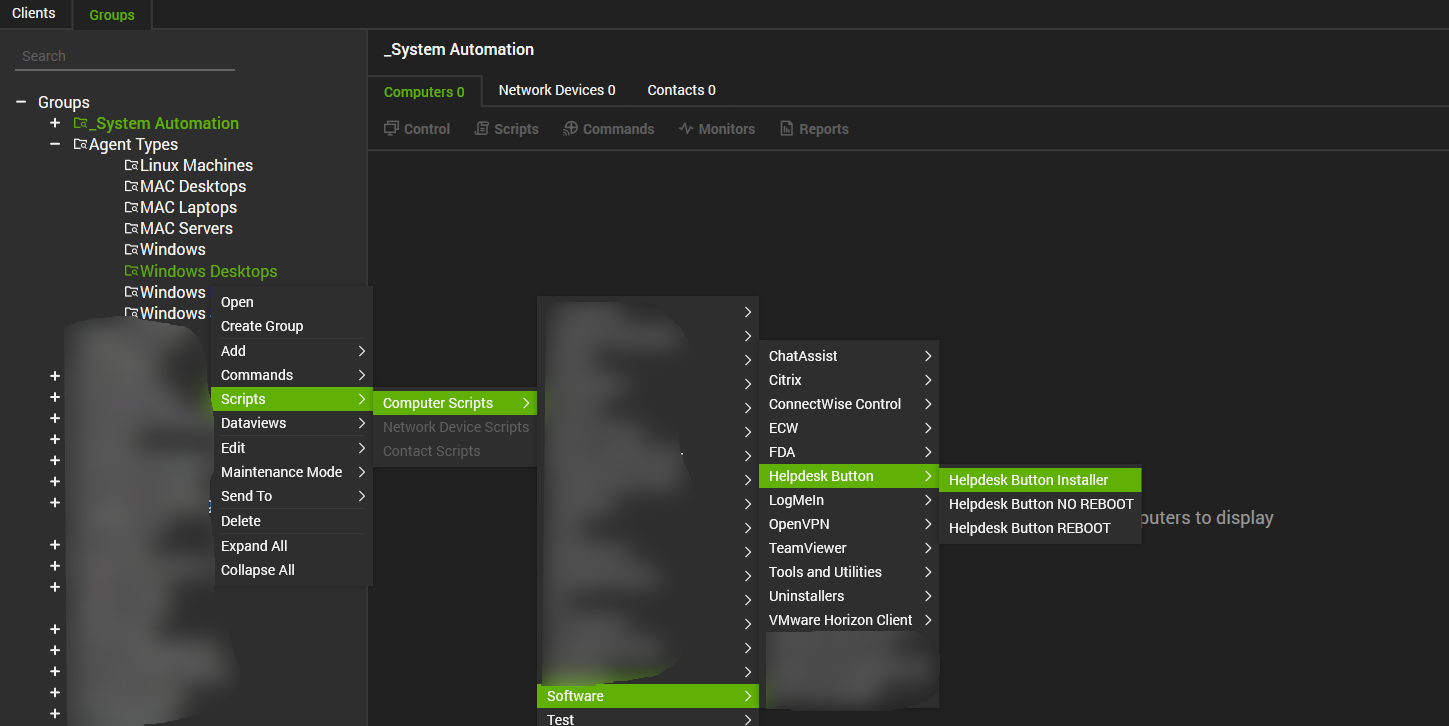 Clients
Groups
Search
_System Automation
Computers 0
Network Devices 0
Contacts 0
Control
Scripts
Commands
Monitors
Reports
Groups
_System Automation
Agent Types
Linux Machines
MAC Desktops
MAC Laptops
MAC Servers
Windows
Windows Desktops
Windows
Windows
Open
Create Group
Add
Commands
Scripts
Dataviews
Edit
Maintenance Mode
Send To
Delete
Expand All
Collapse All
Computer Scripts
Network Device Scripts
Contact Scripts
Software
Test
ChatAssist
Citrix
ConnectWise Control
ECW
FDA
Helpdesk Button
LogMeIn
OpenVPN
TeamViewer
Tools and Utilities
Uninstallers
VMware Horizon Client
Helpdesk Button Installer
Helpdesk Button NO REBOOT
Helpdesk Button REBOOT
puters to display